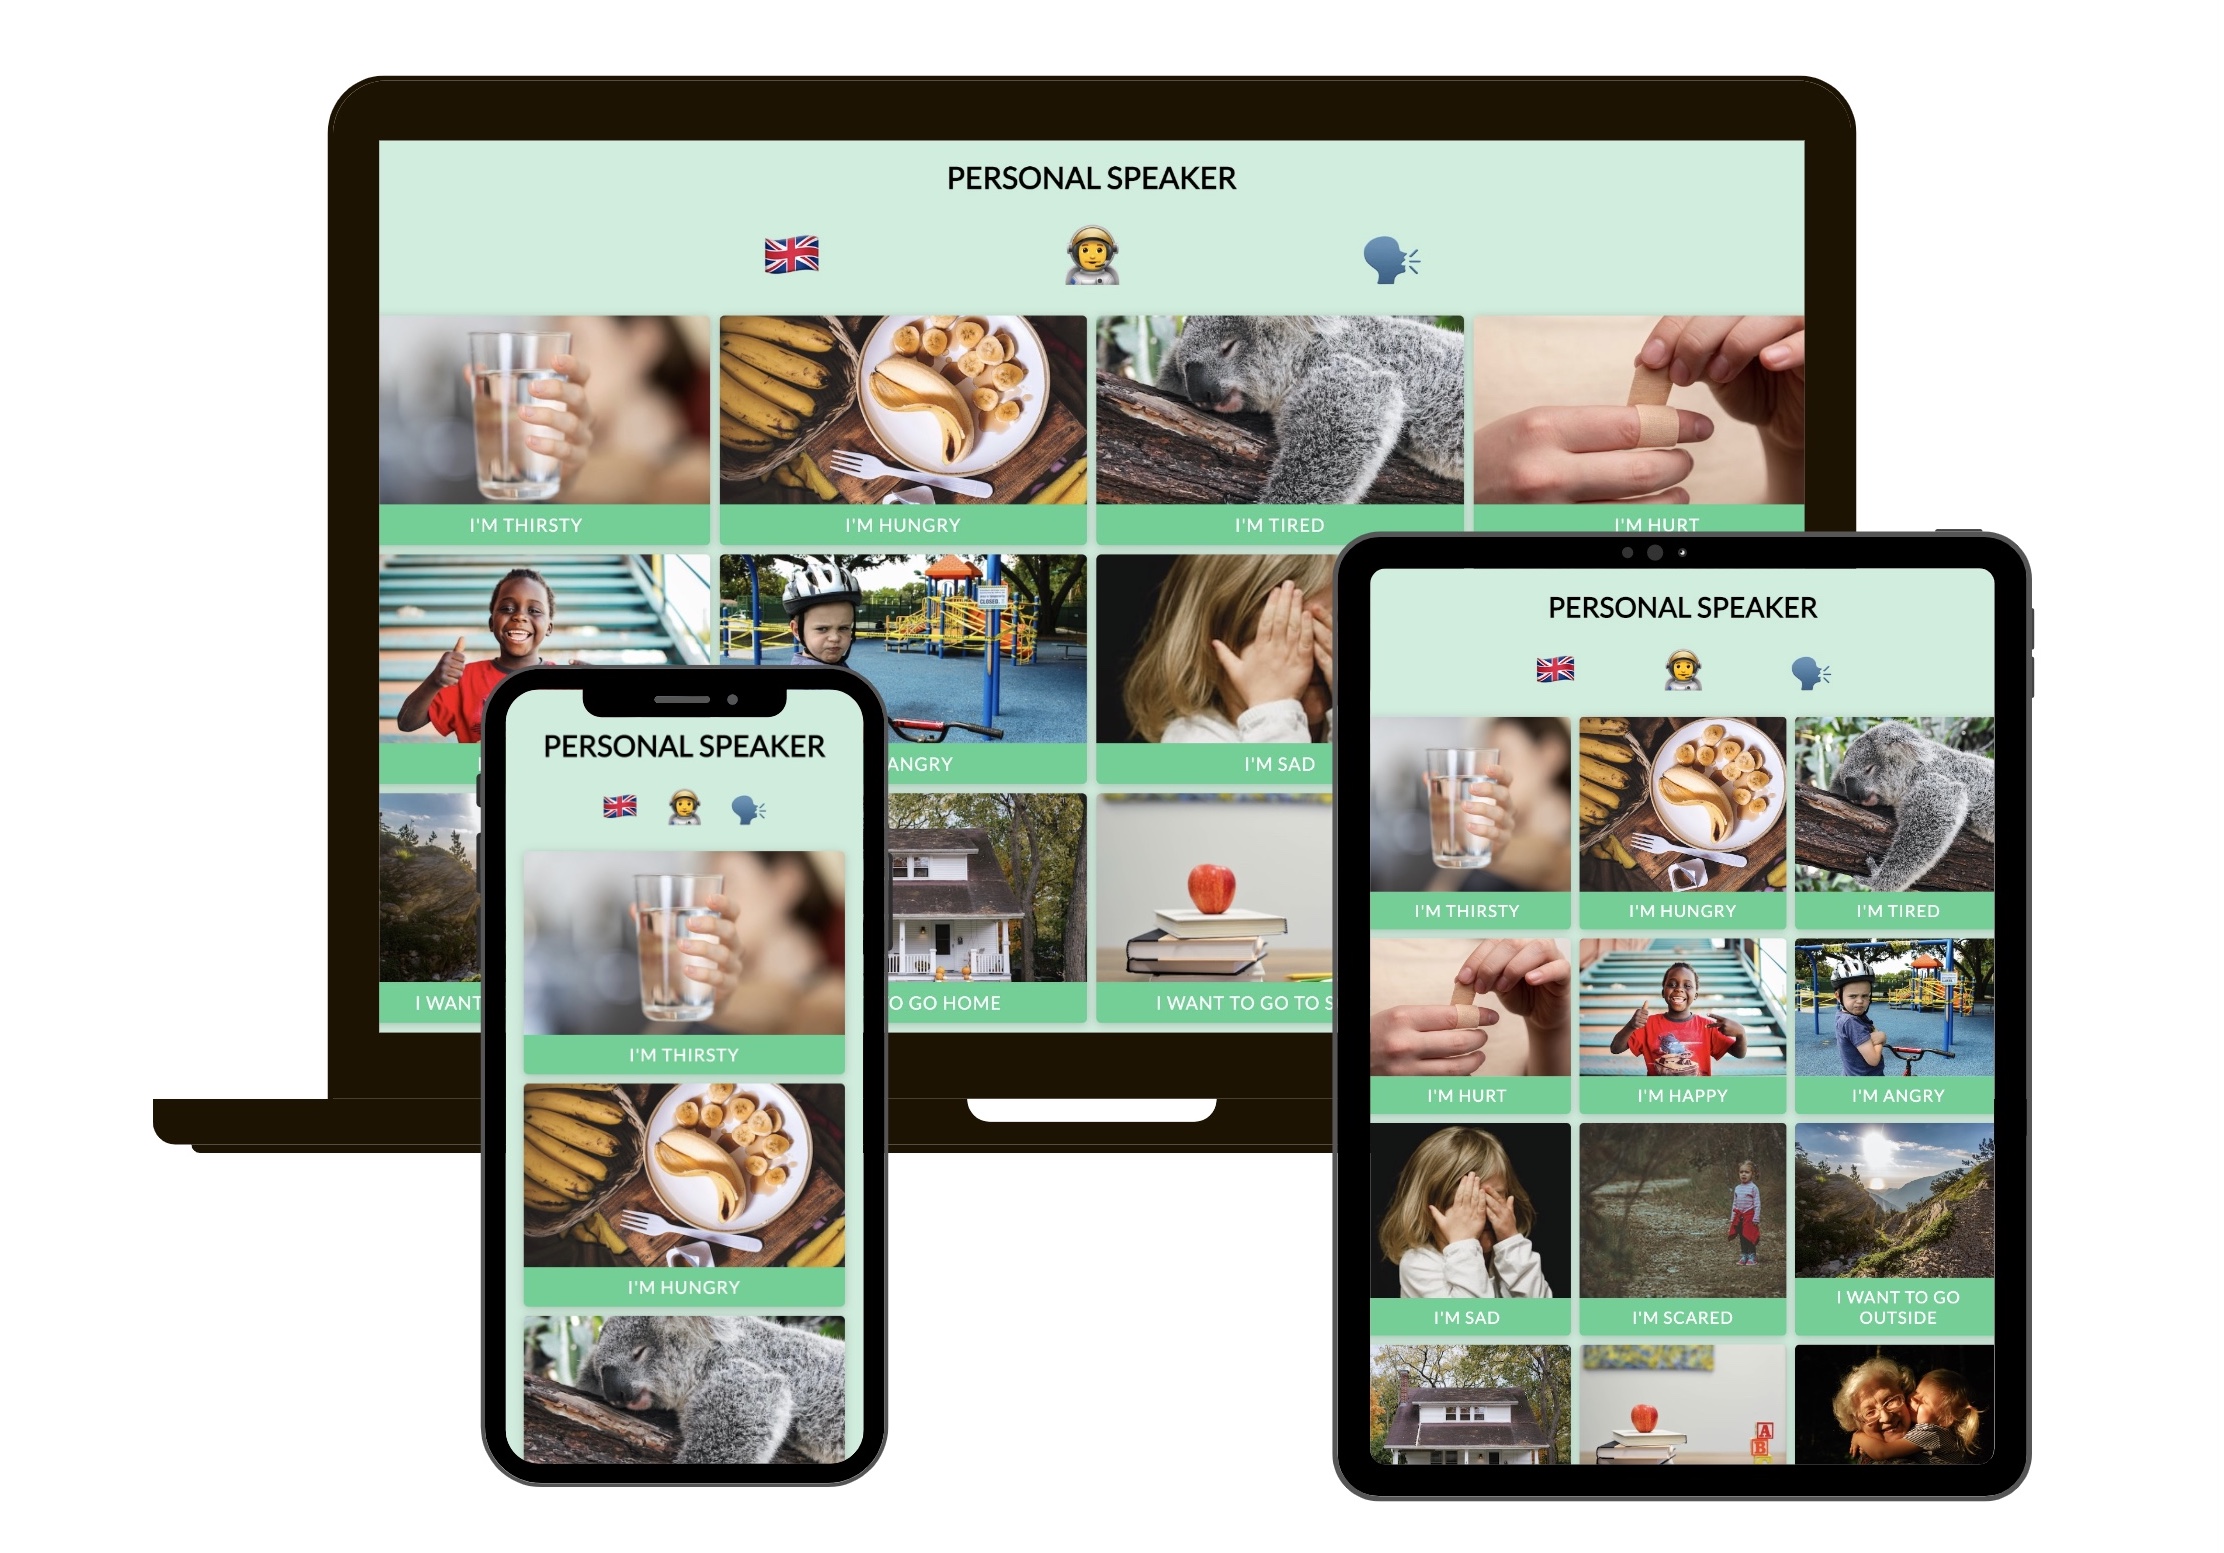 PERSONAL SPEAKER
I'M THIRSTY
I'M HUNGRY
I'M TIRED
I'M HURT
CLOSED
ANGRY
I'M SAD
I WANT
O GO HOME
I WANT TO GO TO S
PERSONAL SPEAKER
I'M THIRSTY
I'M HUNGRY
PERSONAL SPEAKER
I'M THIRSTY
I'M HUNGRY
I'M TIRED
I'M HURT
I'M HAPPY
I'M ANGRY
I'M SAD
I'M SCARED
I WANT TO GO
OUTSIDE
A
B